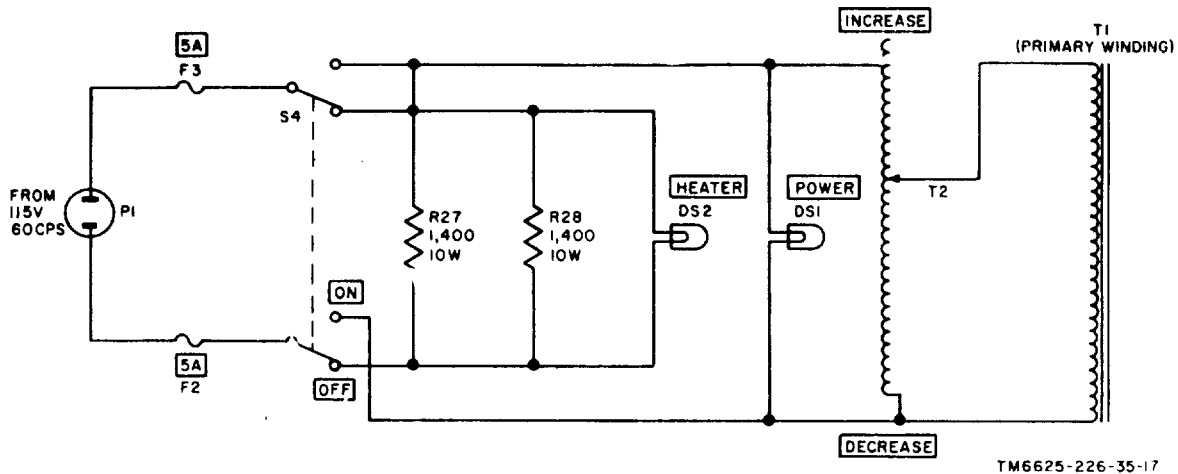 INCREASE
T1
(PRIMARY WINDING)
5A
F3
S4
FROM
115V
60CPS
P1
R27
1,400
10W
R28
1,400
10W
HEATER
DS2
POWER
DS1
T2
ON
5A
F2
OFF
DECREASE
TM6625-226-35-17